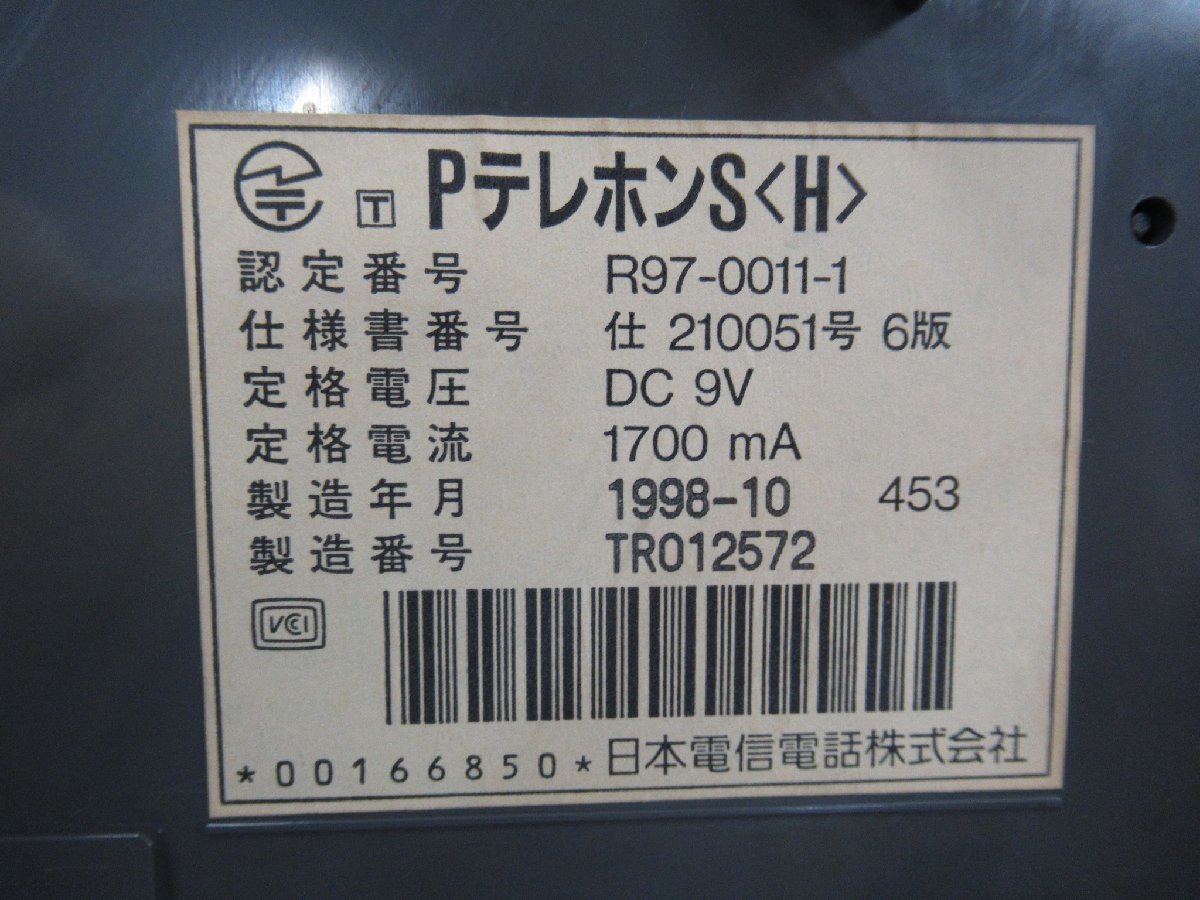 T PテレホンS〈H〉
認定番号 R97-0011-1
仕様書番号 仕 210051号 6版
定格電圧 DC 9V
定格電流 1700 mA
製造年月 1998-10 453
製造番号 TR012572
VCCI
*00166850* 日本電信電話株式会社